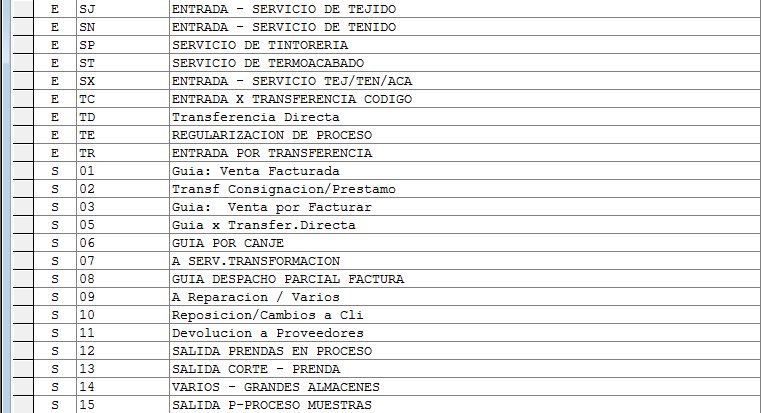 E SJ ENTRADA - SERVICIO DE TEJIDO
E SN ENTRADA - SERVICIO DE TENIDO
E SP SERVICIO DE TINTORERIA
E ST SERVICIO DE TERMOACABADO
E SX ENTRADA - SERVICIO TEJ/TEN/ACA
E TC ENTRADA X TRANSFERENCIA CODIGO
E TD Transferencia Directa
E TE REGULARIZACION DE PROCESO
E TR ENTRADA POR TRANSFERENCIA
S 01 Guia: Venta Facturada
S 02 Transf Consignacion/Prestamo
S 03 Guia:  Venta por Facturar
S 05 Guia x Transfer.Directa
S 06 GUIA POR CANJE
S 07 A SERV.TRANSFORMACION
S 08 GUIA DESPACHO PARCIAL FACTURA
S 09 A Reparacion / Varios
S 10 Reposicion/Cambios a Cli
S 11 Devolucion a Proveedores
S 12 SALIDA PRENDAS EN PROCESO
S 13 SALIDA CORTE - PRENDA
S 14 VARIOS - GRANDES ALMACENES
S 15 SALIDA P-PROCESO MUESTRAS